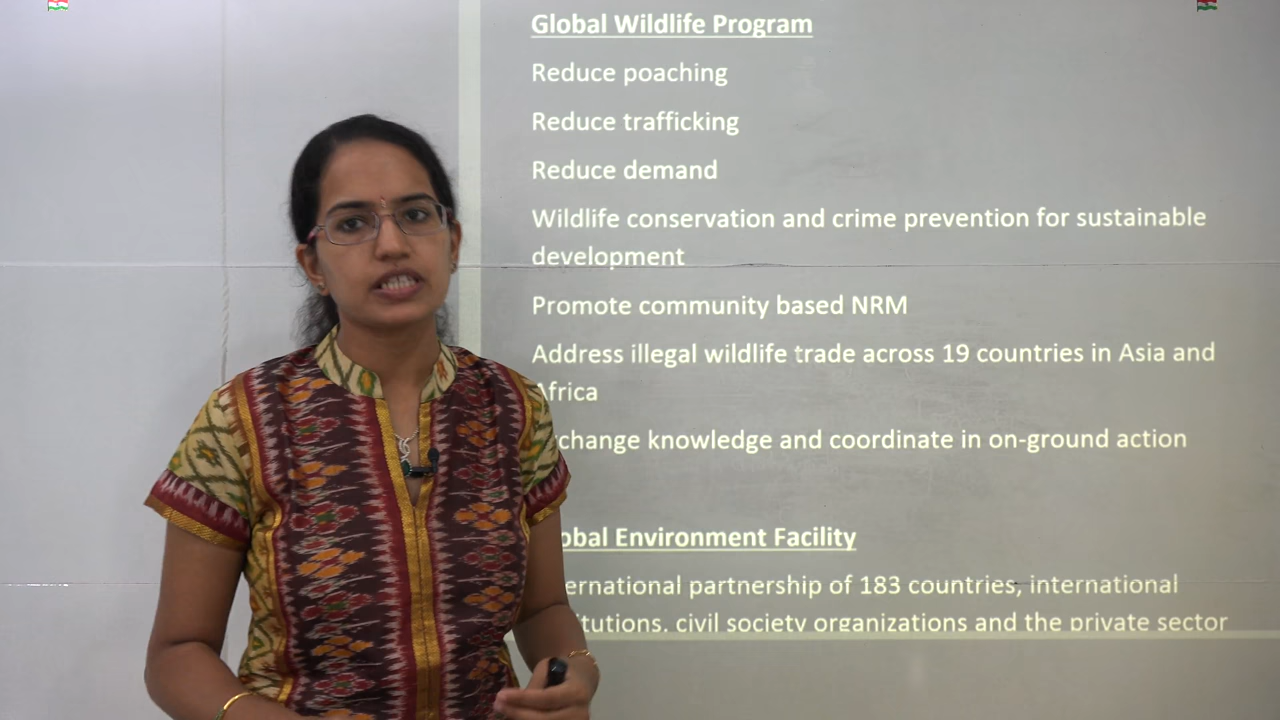 Global Wildlife Program
Reduce poaching
Reduce trafficking
Reduce demand
Wildlife conservation and crime prevention for sustainable
development
Promote community based NRM
Address illegal wildlife trade across 19 countries in Asia and
Africa
change knowledge and coordinate in on-ground action
obal Environment Facility
ernational partnership of 183 countries, international
tutions, civil society organizations and the private sector